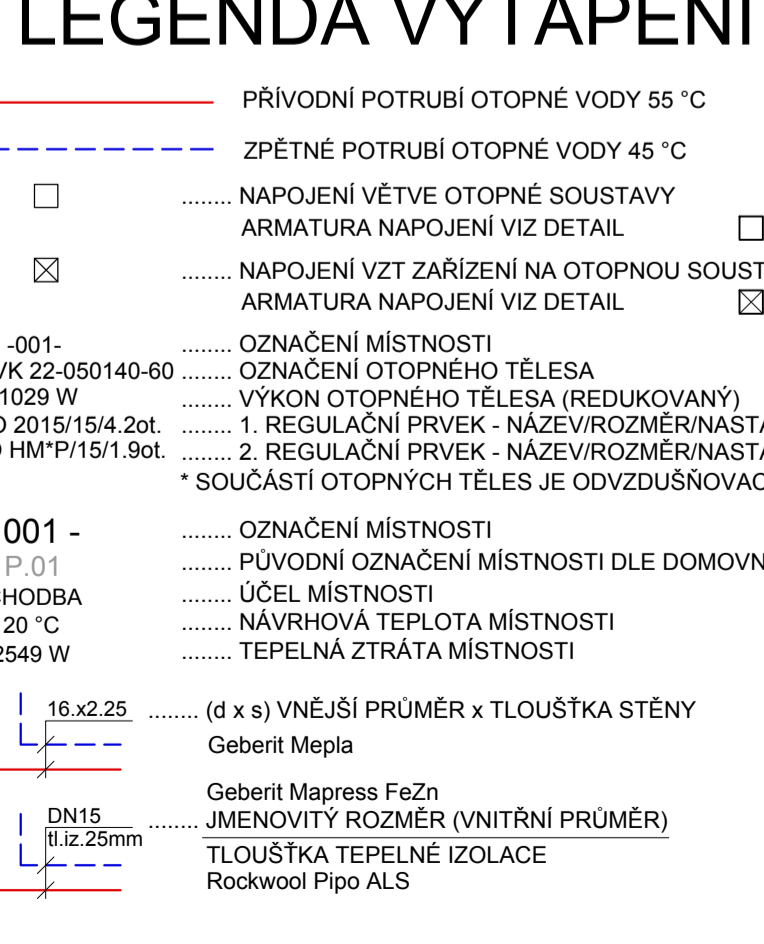 LEGENDA VYTÁPĚNÍ
PŘÍVODNÍ POTRUBÍ OTOPNÉ VODY 55 °C
ZPĚTNÉ POTRUBÍ OTOPNÉ VODY 45 °C
........ NAPOJENÍ VĚTVE OTOPNÉ SOUSTAVY
ARMATURA NAPOJENÍ VIZ DETAIL
........ NAPOJENÍ VZT ZAŘÍZENÍ NA OTOPNOU SOUST
ARMATURA NAPOJENÍ VIZ DETAIL
-001- ........ OZNAČENÍ MÍSTNOSTI
VK 22-050140-60 ........ OZNAČENÍ OTOPNÉHO TĚLESA
1029 W ........ VÝKON OTOPNÉHO TĚLESA (REDUKOVANÝ)
2015/15/4.2ot. ........ 1. REGULAČNÍ PRVEK - NÁZEV/ROZMĚR/NASTA
HM*P/15/1.9ot. ........ 2. REGULAČNÍ PRVEK - NÁZEV/ROZMĚR/NASTA
* SOUČÁSTÍ OTOPNÝCH TĚLES JE ODVZDUŠŇOVAC
001 - ........ OZNAČENÍ MÍSTNOSTI
P.01 ........ PŮVODNÍ OZNAČENÍ MÍSTNOSTI DLE DOMOVN
CHODBA ........ ÚČEL MÍSTNOSTI
20 °C ........ NÁVRHOVÁ TEPLOTA MÍSTNOSTI
2549 W ........ TEPELNÁ ZTRÁTA MÍSTNOSTI
16.x2.25 ........ (d x s) VNĚJŠÍ PRŮMĚR x TLOUŠŤKA STĚNY
Geberit Mepla
Geberit Mapress FeZn
DN15 ........ JMENOVITÝ ROZMĚR (VNITŘNÍ PRŮMĚR)
tl.iz.25mm
TLOUŠŤKA TEPELNÉ IZOLACE
Rockwool Pipo ALS